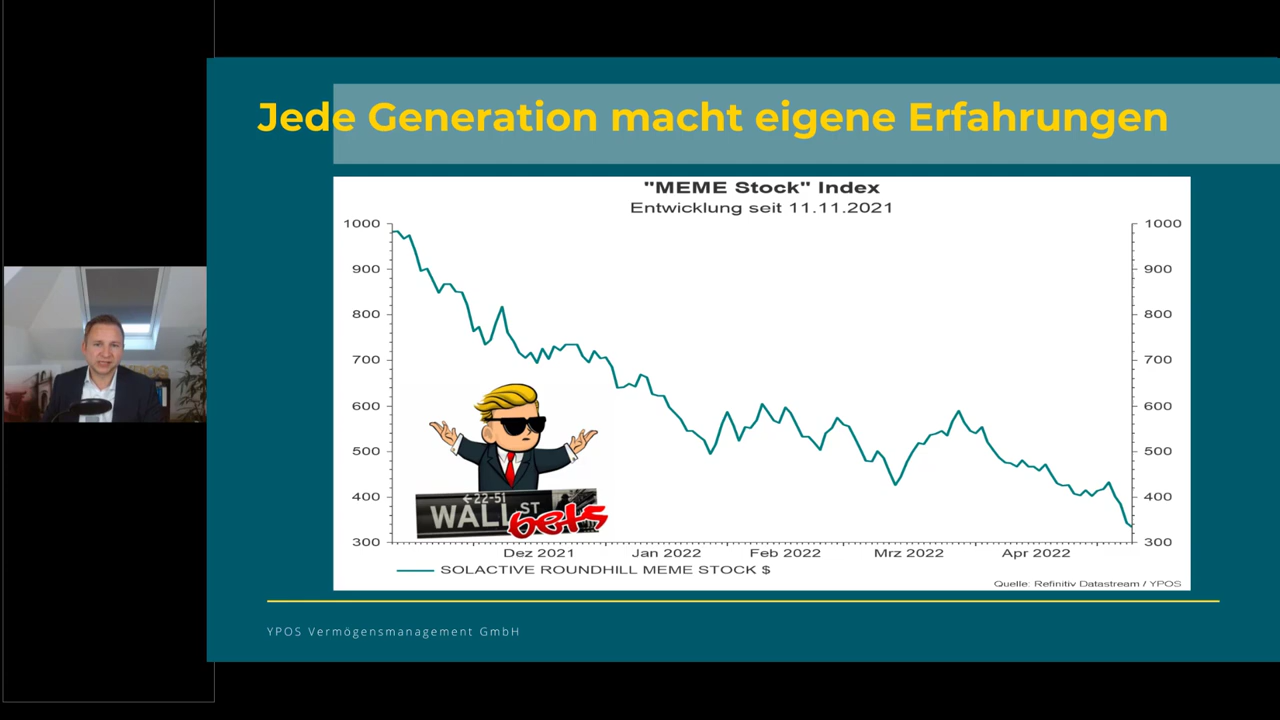 Jede Generation macht eigene Erfahrungen
"MEME Stock" Index
Entwicklung seit 11.11.2021
1000 1000
900 900
800 800
700 700
600 600
500 500
400 400
300 300
←22-51
WALL ST
bets
Dez 2021 Jan 2022 Feb 2022 Mrz 2022 Apr 2022
SOLACTIVE ROUNDHILL MEME STOCK $
Quelle: Refinitiv Datastream / YPOS
YPOS Vermögensmanagement GmbH